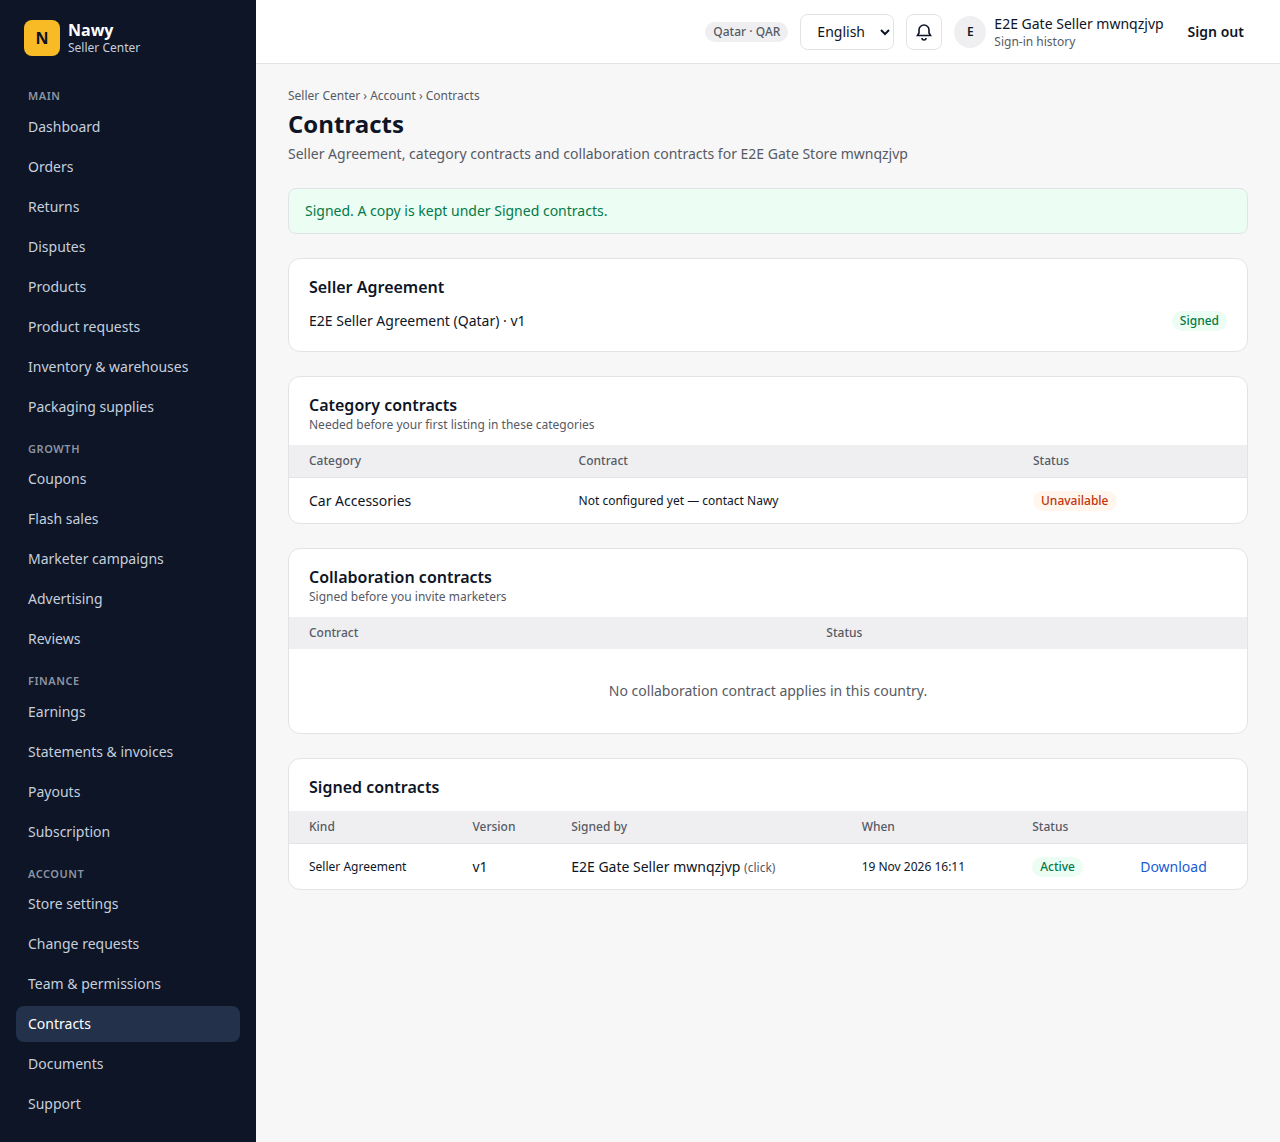 N
Nawy
Seller Center
MAIN
Dashboard
Orders
Returns
Disputes
Products
Product requests
Inventory & warehouses
Packaging supplies
GROWTH
Coupons
Flash sales
Marketer campaigns
Advertising
Reviews
FINANCE
Earnings
Statements & invoices
Payouts
Subscription
ACCOUNT
Store settings
Change requests
Team & permissions
Contracts
Documents
Support
Qatar · QAR
English
E
E2E Gate Seller mwnqzjvp
Sign-in history
Sign out
Seller Center › Account › Contracts
Contracts
Seller Agreement, category contracts and collaboration contracts for E2E Gate Store mwnqzjvp
Signed. A copy is kept under Signed contracts.
Seller Agreement
E2E Seller Agreement (Qatar) · v1 Signed
Category contracts
Needed before your first listing in these categories
Category Contract Status
Car Accessories Not configured yet — contact Nawy Unavailable
Collaboration contracts
Signed before you invite marketers
Contract Status
No collaboration contract applies in this country.
Signed contracts
Kind Version Signed by When Status
Seller Agreement v1 E2E Gate Seller mwnqzjvp (click) 19 Nov 2026 16:11 Active Download